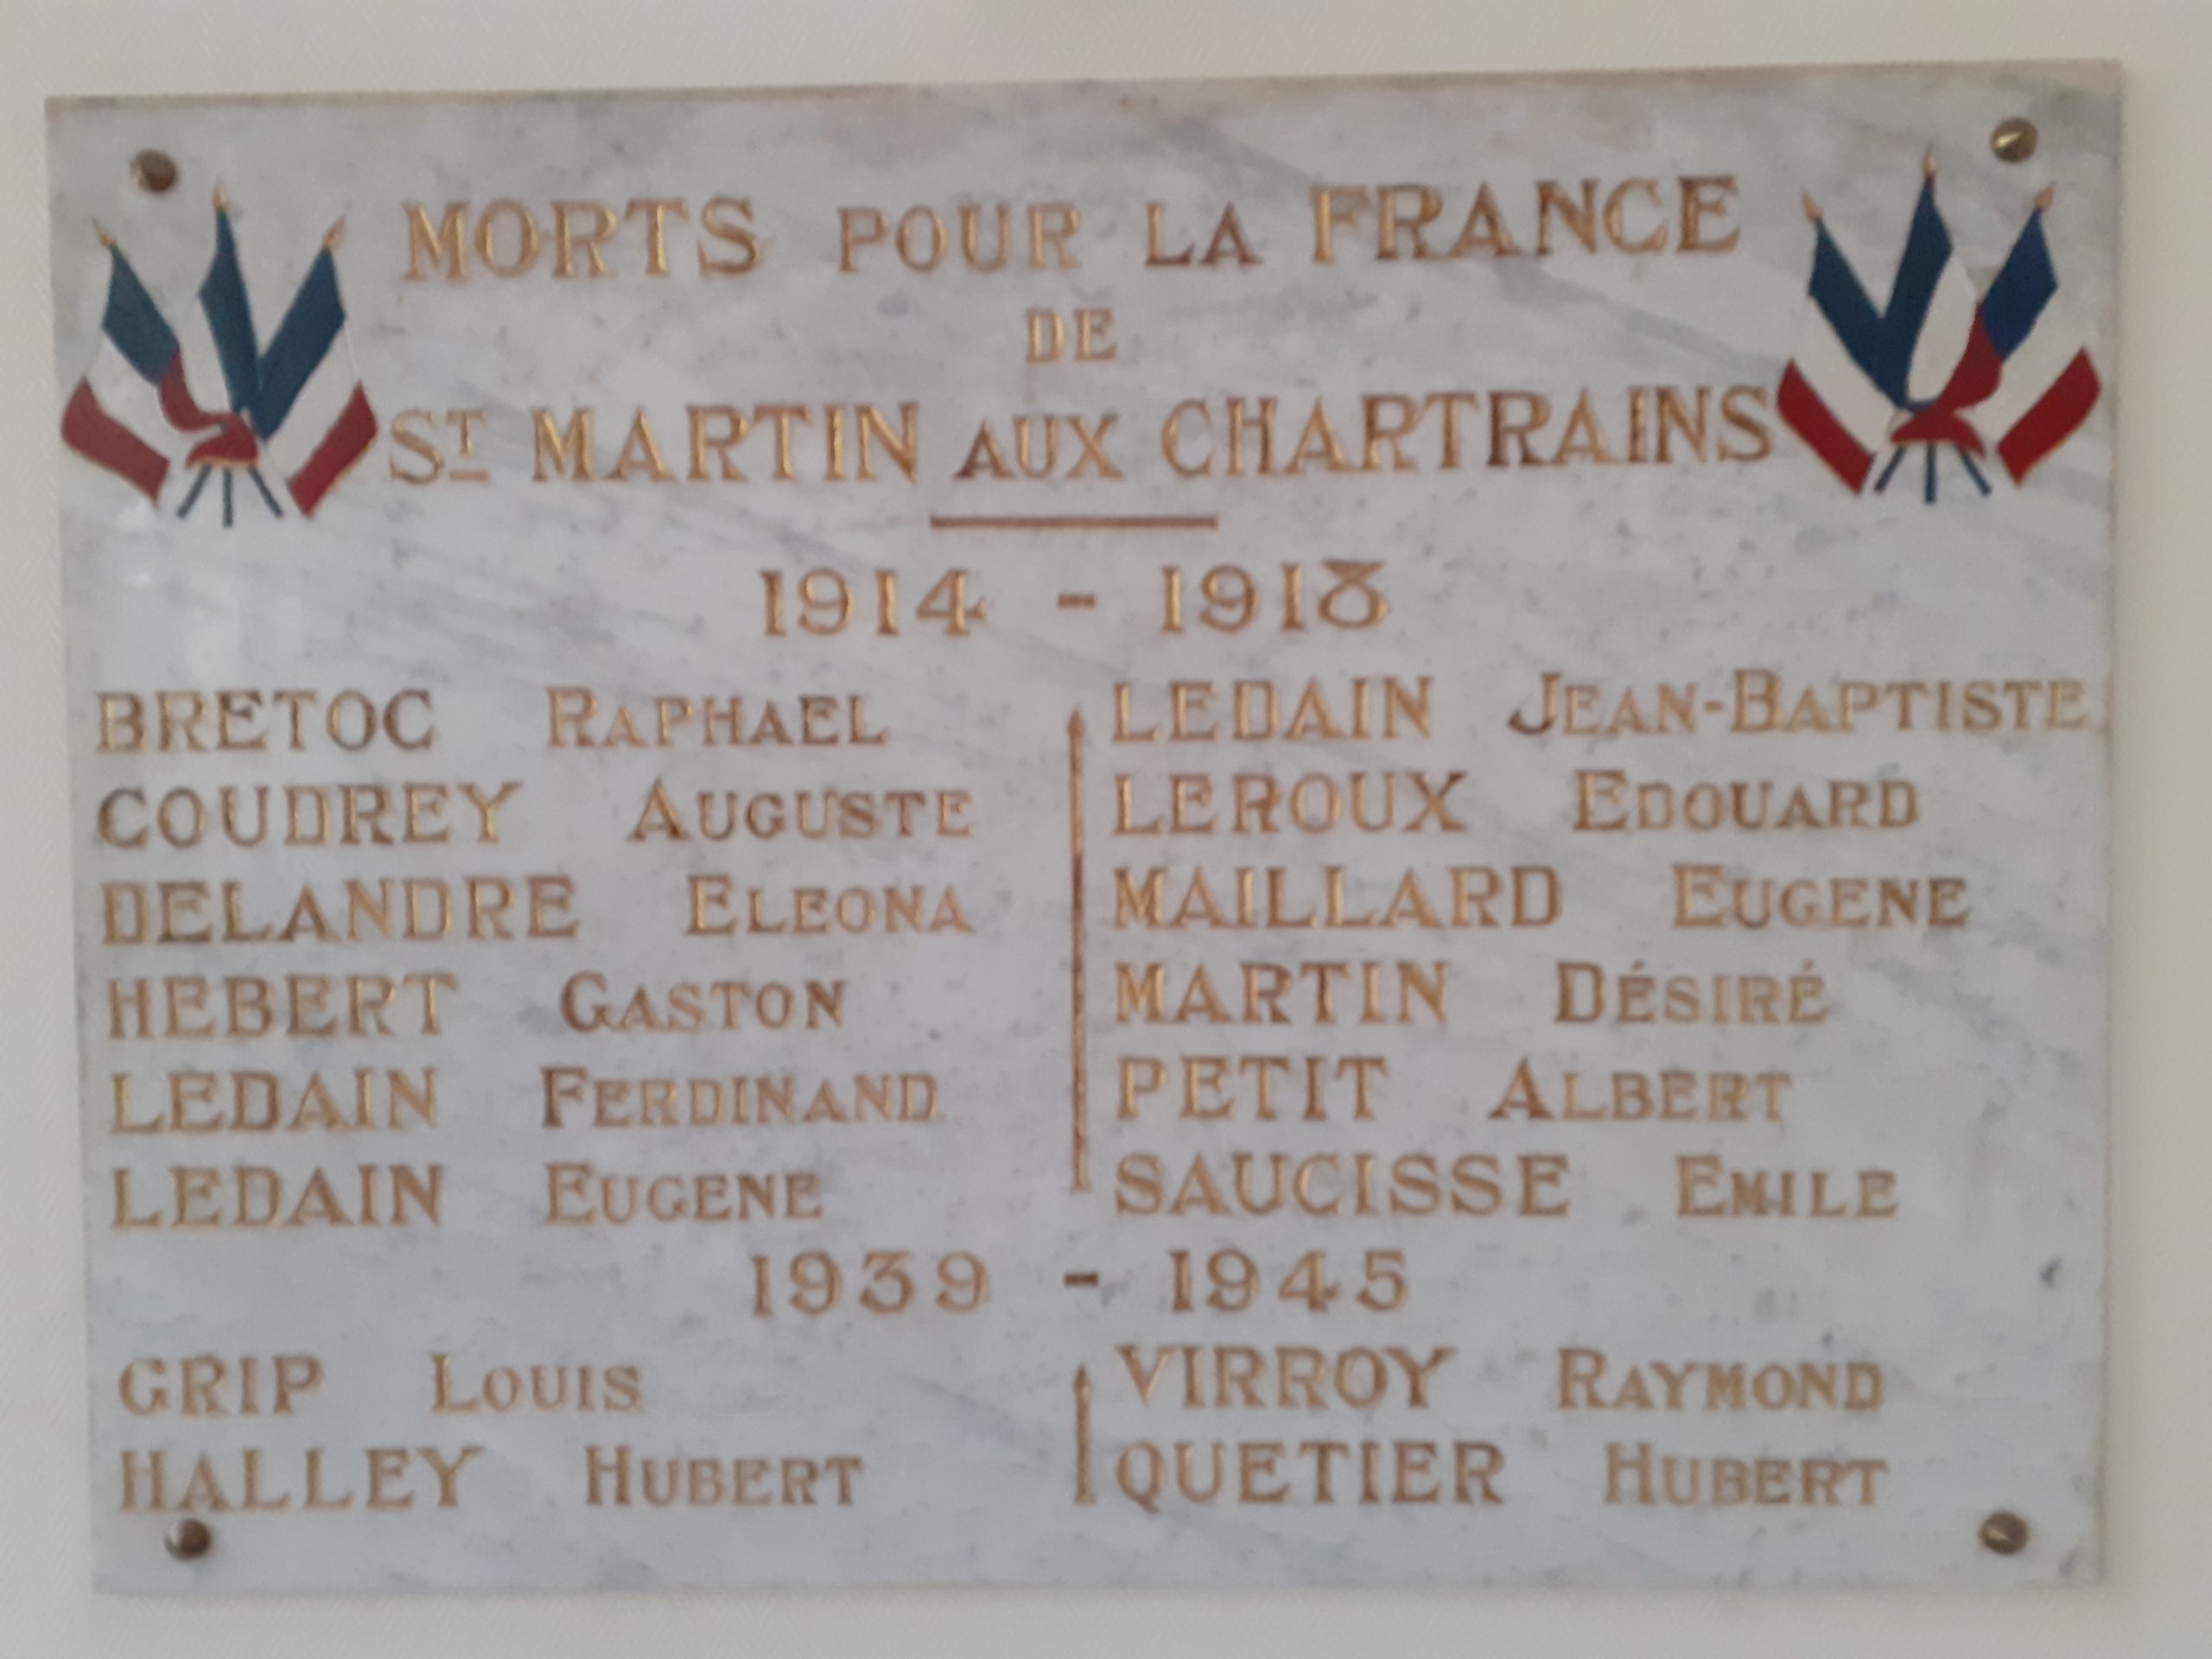 MORTS POUR LA FRANCE
DE
ST MARTIN AUX CHARTRAINS
1914 - 1918
BRETOC RAPHAEL
COUDREY AUGUSTE
DELANDRE ELEONA
HEBERT GASTON
LEDAIN FERDINAND
LEDAIN EUGENE
LEDAIN JEAN-BAPTISTE
LEROUX EDOUARD
MAILLARD EUGENE
MARTIN DÉSIRÉ
PETIT ALBERT
SAUCISSE EMILE
1939 - 1945
GRIP LOUIS
HALLEY HUBERT
VIRROY RAYMOND
QUETIER HUBERT